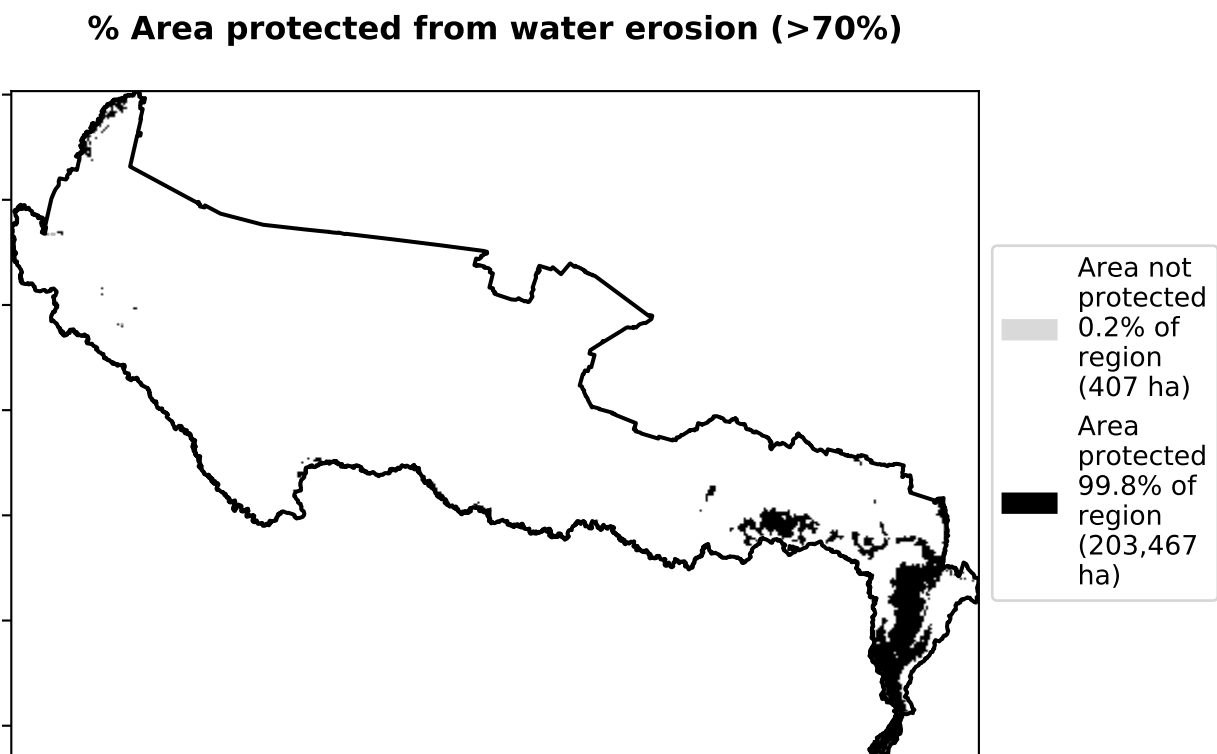 % Area protected from water erosion (>70%)
Area not
protected
0.2% of
region
(407 ha)
Area
protected
99.8% of
region
(203,467
ha)